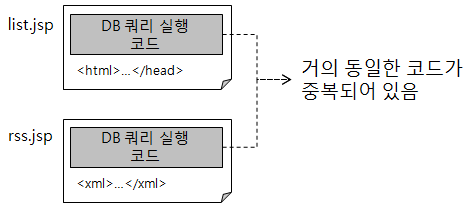 list.jsp
DB 쿼리 실행
코드
<html>...</head>
거의 동일한 코드가
중복되어 있음
rss.jsp
DB 쿼리 실행
코드
<xml>...</xml>